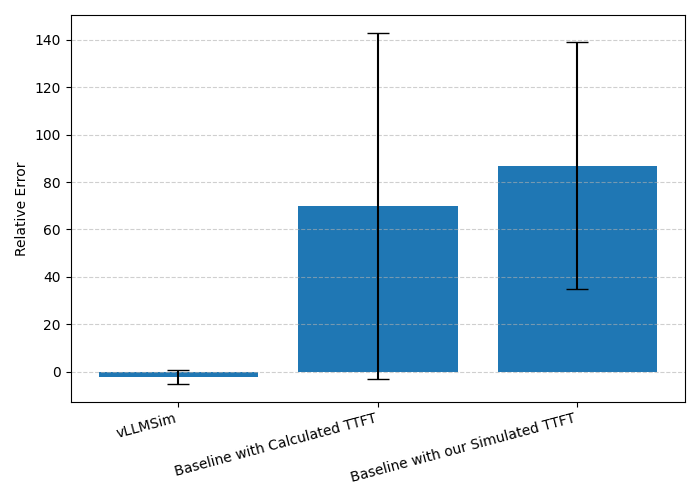 140
120
100
80
60
40
20
0
Relative Error
vLLMSim
Baseline with Calculated TTFT
Baseline with our Simulated TTFT